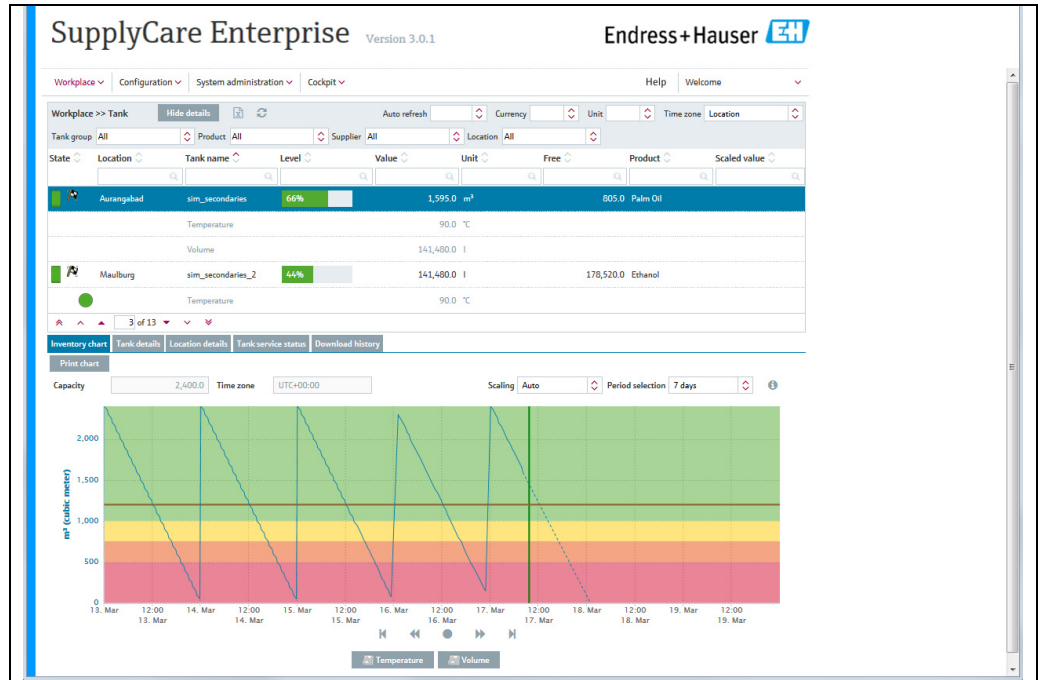 SupplyCare Enterprise Version 3.0.1 Endress+Hauser EH
Workplace Configuration System administration Cockpit Help Welcome
Workplace >> Tank Hide details Auto refresh Currency Unit Time zone Location
Tank group All Product All Supplier All Location All
State Location Tank name Level Value Unit Free Product Scaled value
Aurangabad sim_secondaries 66% 1,595.0 m³ 805.0 Palm Oil
Temperature 90.0 °C
Volume 141,480.0 l
Maulburg sim_secondaries_2 44% 141,480.0 l 178,520.0 Ethanol
Temperature 90.0 °C
3 of 13
Inventory chart Tank details Location details Tank service status Download history
Print chart
Capacity 2,400.0 Time zone UTC+00:00 Scaling Auto Period selection 7 days
m³ (cubic meter)
2,000
1,500
1,000
500
0
13. Mar 12:00 14. Mar 12:00 15. Mar 12:00 16. Mar 12:00 17. Mar 12:00 18. Mar 12:00 19. Mar 12:00
13. Mar 14. Mar 15. Mar 16. Mar 17. Mar 18. Mar 19. Mar
Temperature Volume